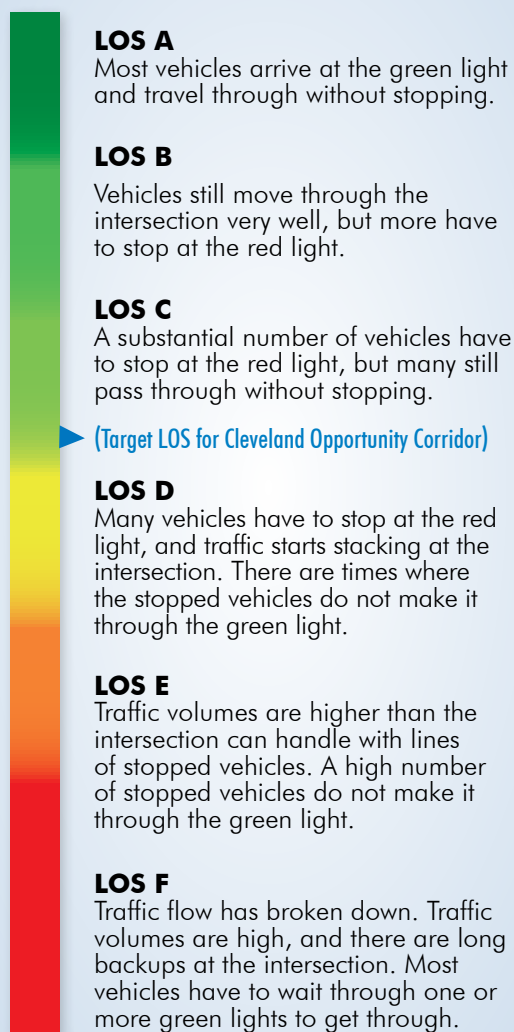 LOS A
Most vehicles arrive at the green light
and travel through without stopping.
LOS B
Vehicles still move through the
intersection very well, but more have
to stop at the red light.
LOS C
A substantial number of vehicles have
to stop at the red light, but many still
pass through without stopping.
(Target LOS for Cleveland Opportunity Corridor)
LOS D
Many vehicles have to stop at the red
light, and traffic starts stacking at the
intersection. There are times where
the stopped vehicles do not make it
through the green light.
LOS E
Traffic volumes are higher than the
intersection can handle with lines
of stopped vehicles. A high number
of stopped vehicles do not make it
through the green light.
LOS F
Traffic flow has broken down. Traffic
volumes are high, and there are long
backups at the intersection. Most
vehicles have to wait through one or
more green lights to get through.